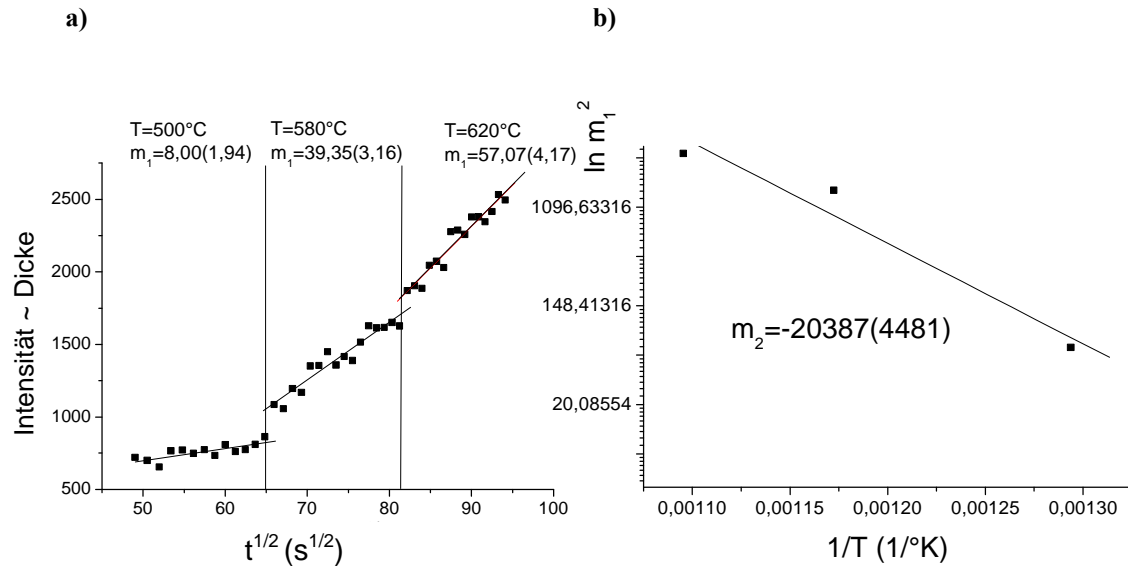 a)
T=500°C
m₁=8,00(1,94)
T=580°C
m₁=39,35(3,16)
T=620°C
m₁=57,07(4,17)
2500
2000
1500
1000
500
Intensität ~ Dicke
50
60
70
80
90
100
t^1/2 (s^1/2)
b)
ln m₁²
1096,63316
148,41316
20,08554
m₂=-20387(4481)
0,00110
0,00115
0,00120
0,00125
0,00130
1/T (1/°K)